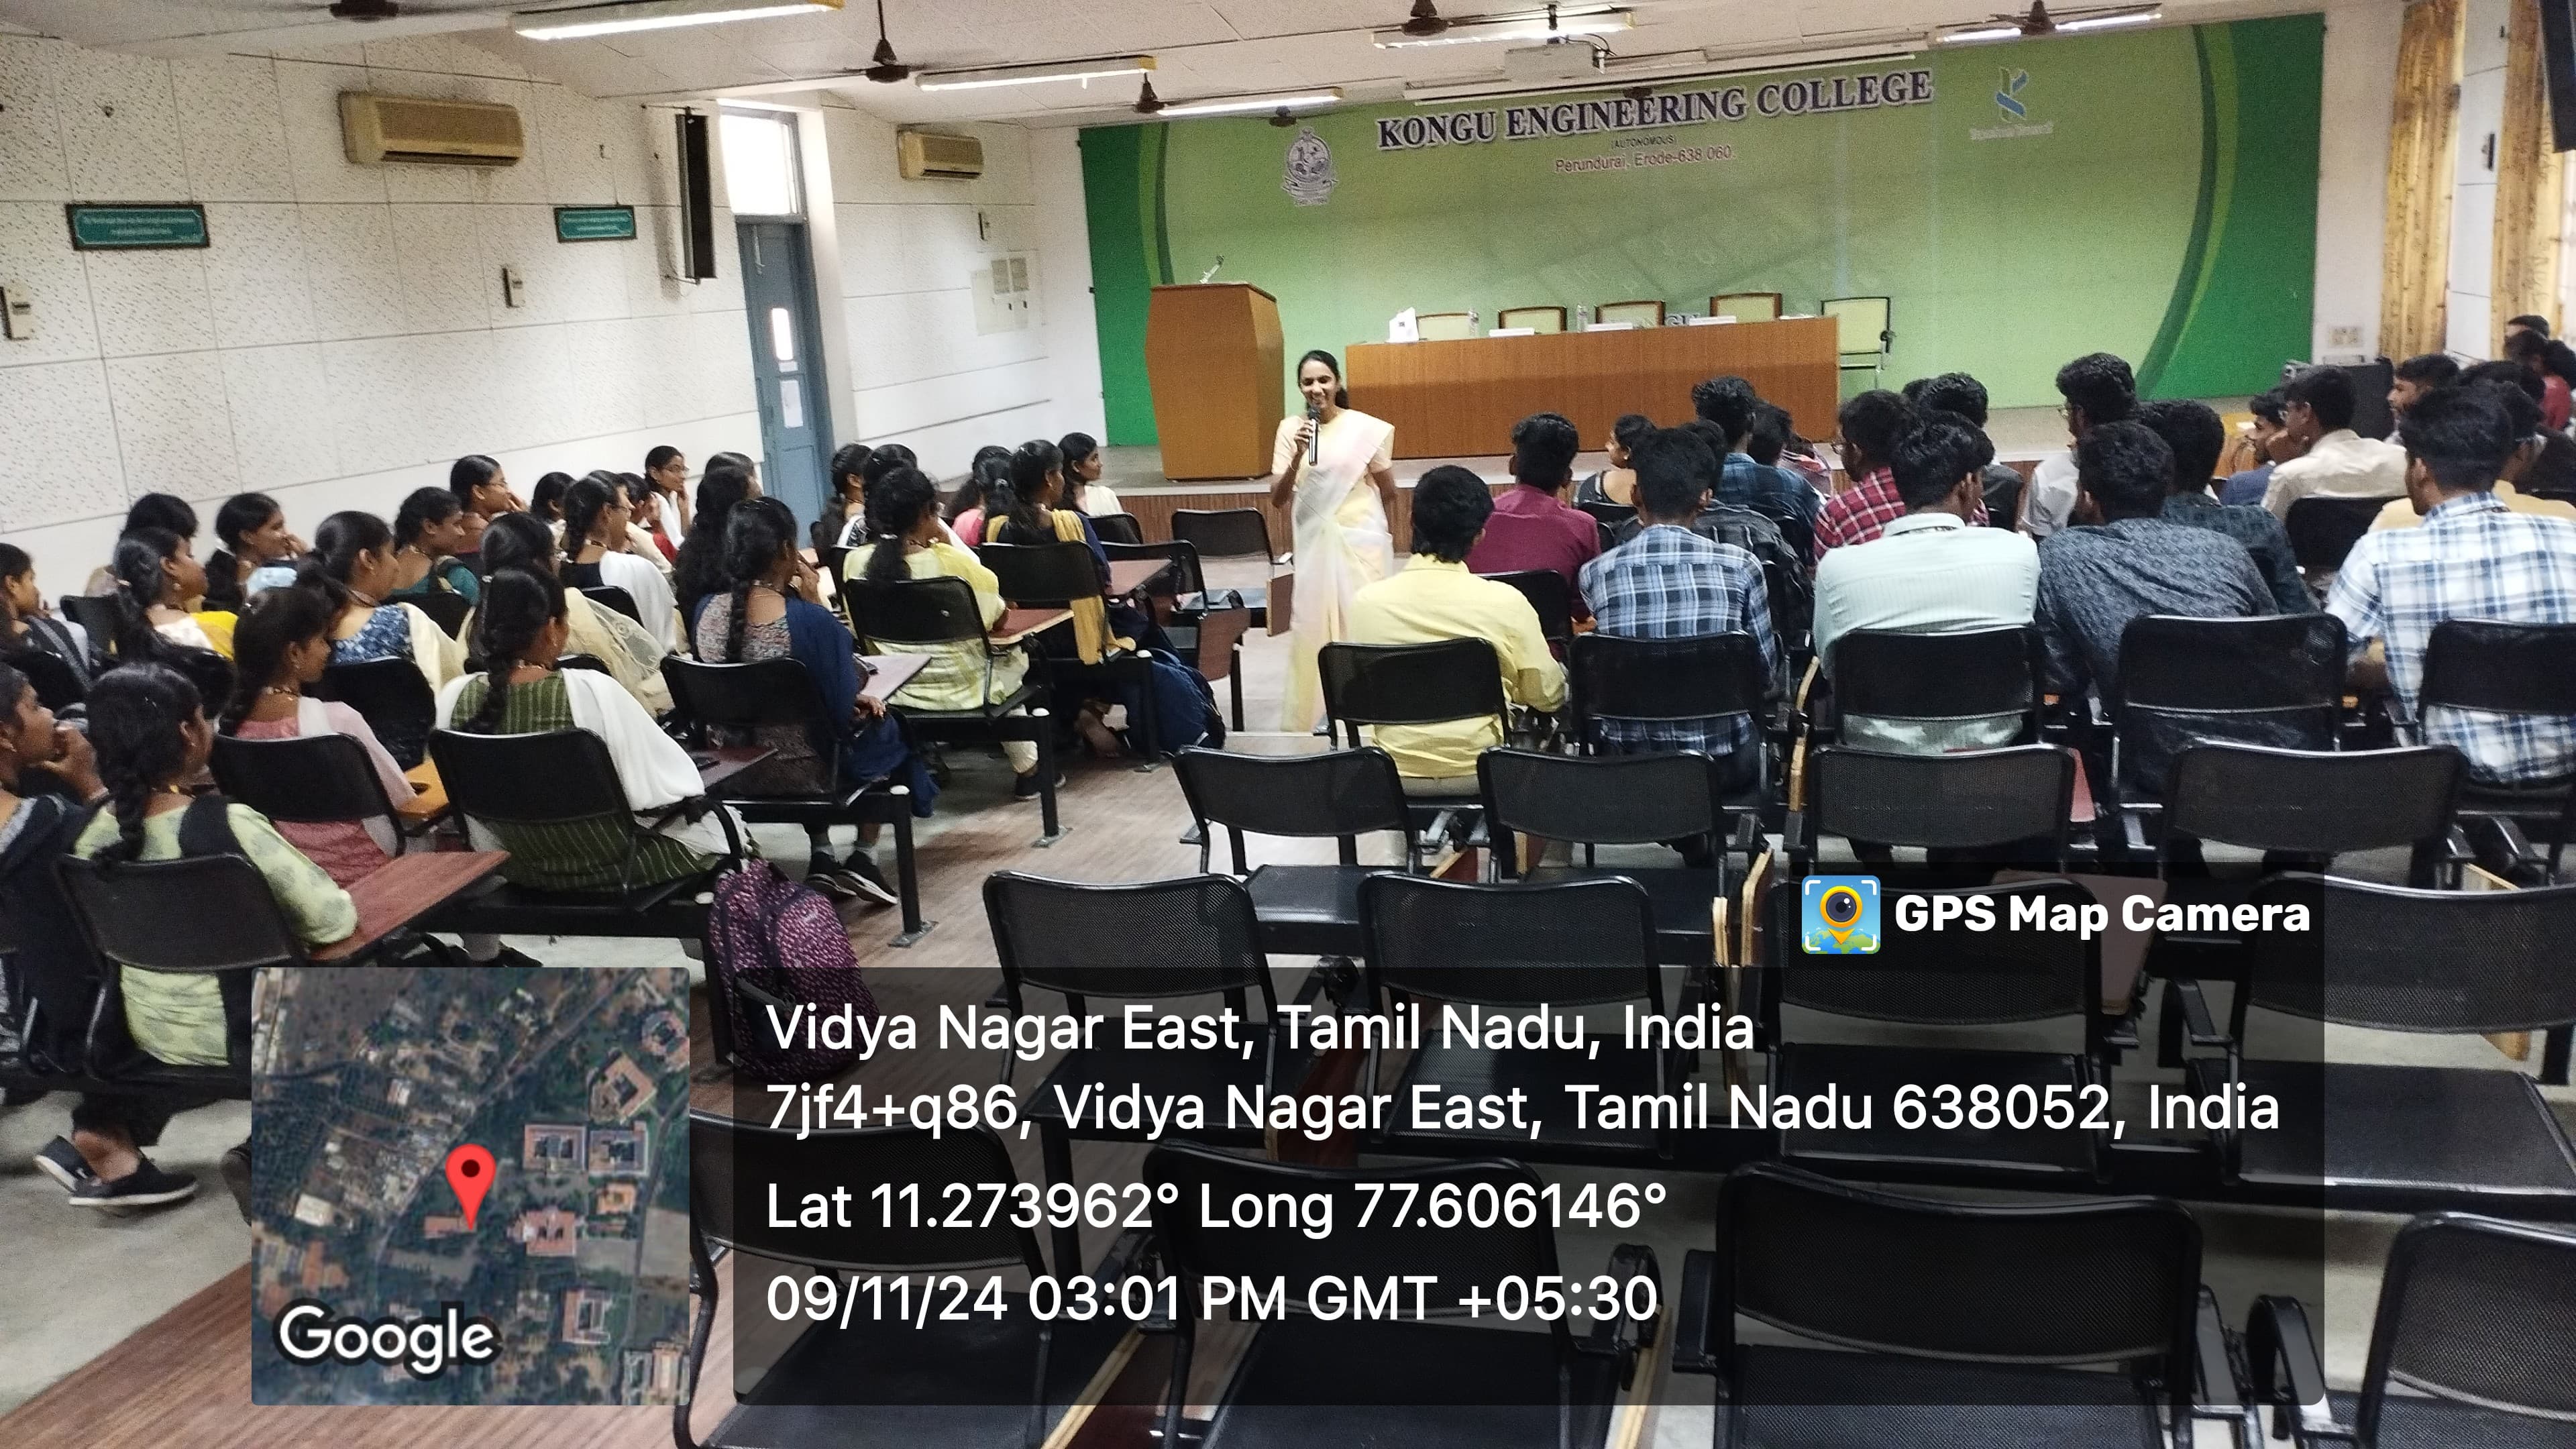 KONGU ENGINEERING COLLEGE
(AUTONOMOUS)
Perundurai, Erode-638 060.
GPS Map Camera
Vidya Nagar East, Tamil Nadu, India
7jf4+q86, Vidya Nagar East, Tamil Nadu 638052, India
Lat 11.273962° Long 77.606146°
09/11/24 03:01 PM GMT +05:30
Google